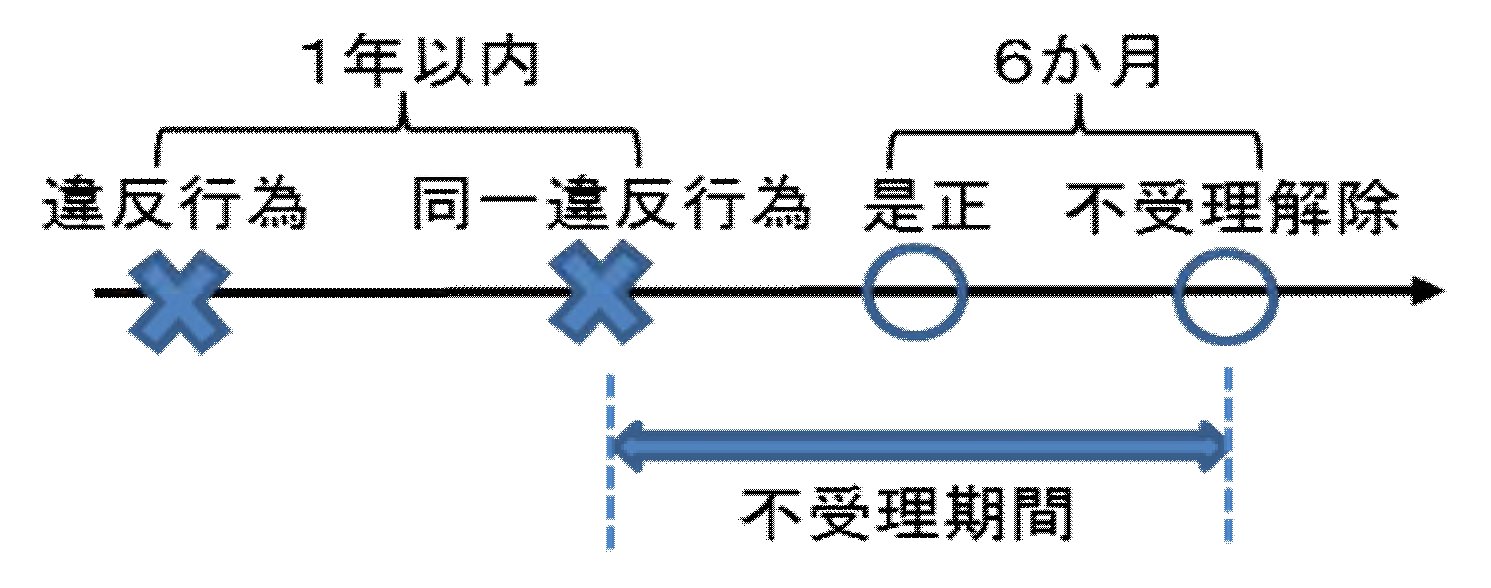 １年以内
６か月
違反行為
同一違反行為
是正
不受理解除
不受理期間